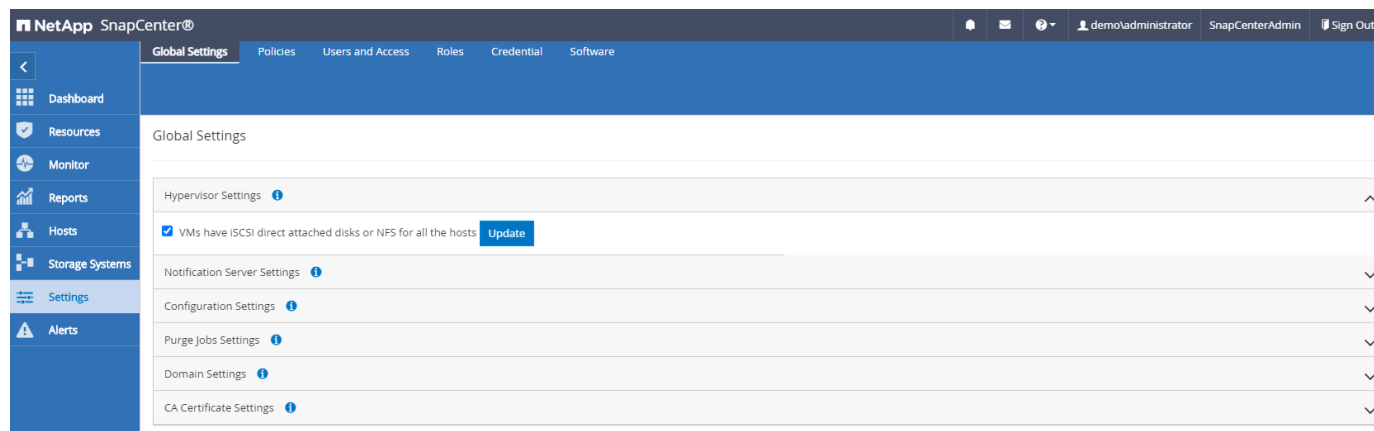 NetApp SnapCenter®
demo\administrator SnapCenterAdmin Sign Out
Global Settings Policies Users and Access Roles Credential Software
Dashboard
Resources
Monitor
Reports
Hosts
Storage Systems
Settings
Alerts
Global Settings
Hypervisor Settings
VMs have iSCSI direct attached disks or NFS for all the hosts Update
Notification Server Settings
Configuration Settings
Purge Jobs Settings
Domain Settings
CA Certificate Settings